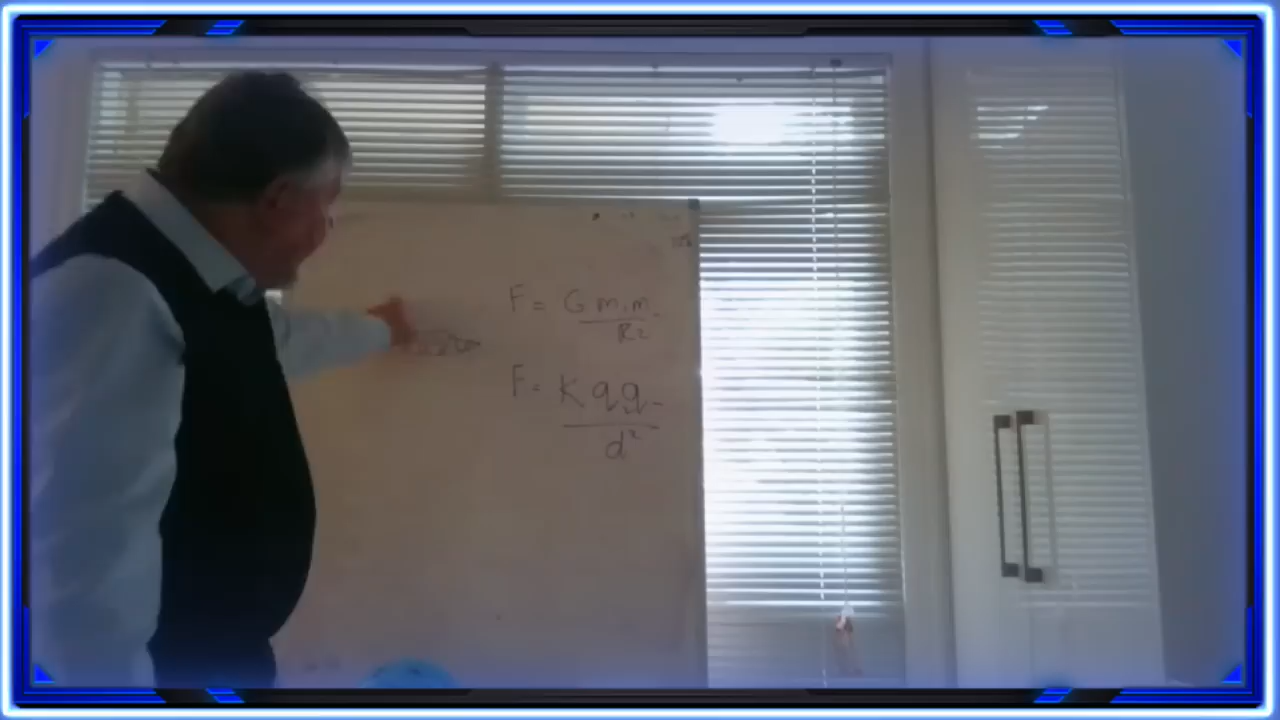 F = G m₁m₂
R2
F = K q₁q₂
d²